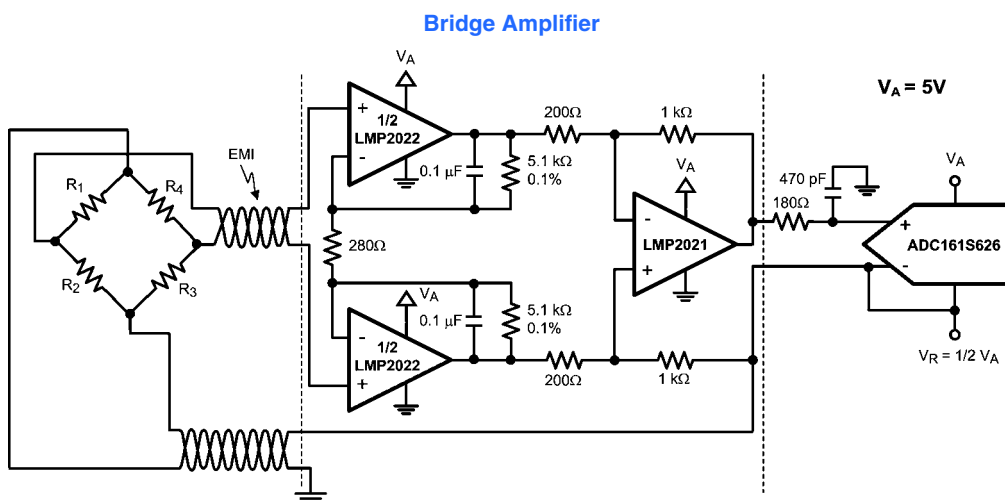 Bridge Amplifier
VA
VA = 5V
+
1/2
LMP2022
-
200Ω
1 kΩ
EMI
R1
R4
0.1 µF
5.1 kΩ
0.1%
VA
470 pF
VA
180Ω
-
LMP2021
+
+
ADC161S626
-
280Ω
R2
R3
VA
0.1 µF
5.1 kΩ
0.1%
-
1/2
LMP2022
+
200Ω
1 kΩ
VR = 1/2 VA